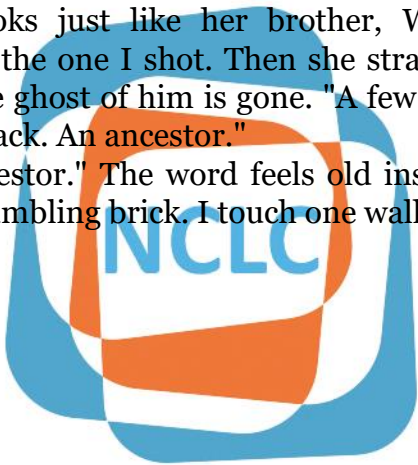 oks just like her brother, W
the one I shot. Then she stra
e ghost of him is gone. "A few
ack. An ancestor."
estor." The word feels old ins
mbling brick. I touch one wall
NCLC